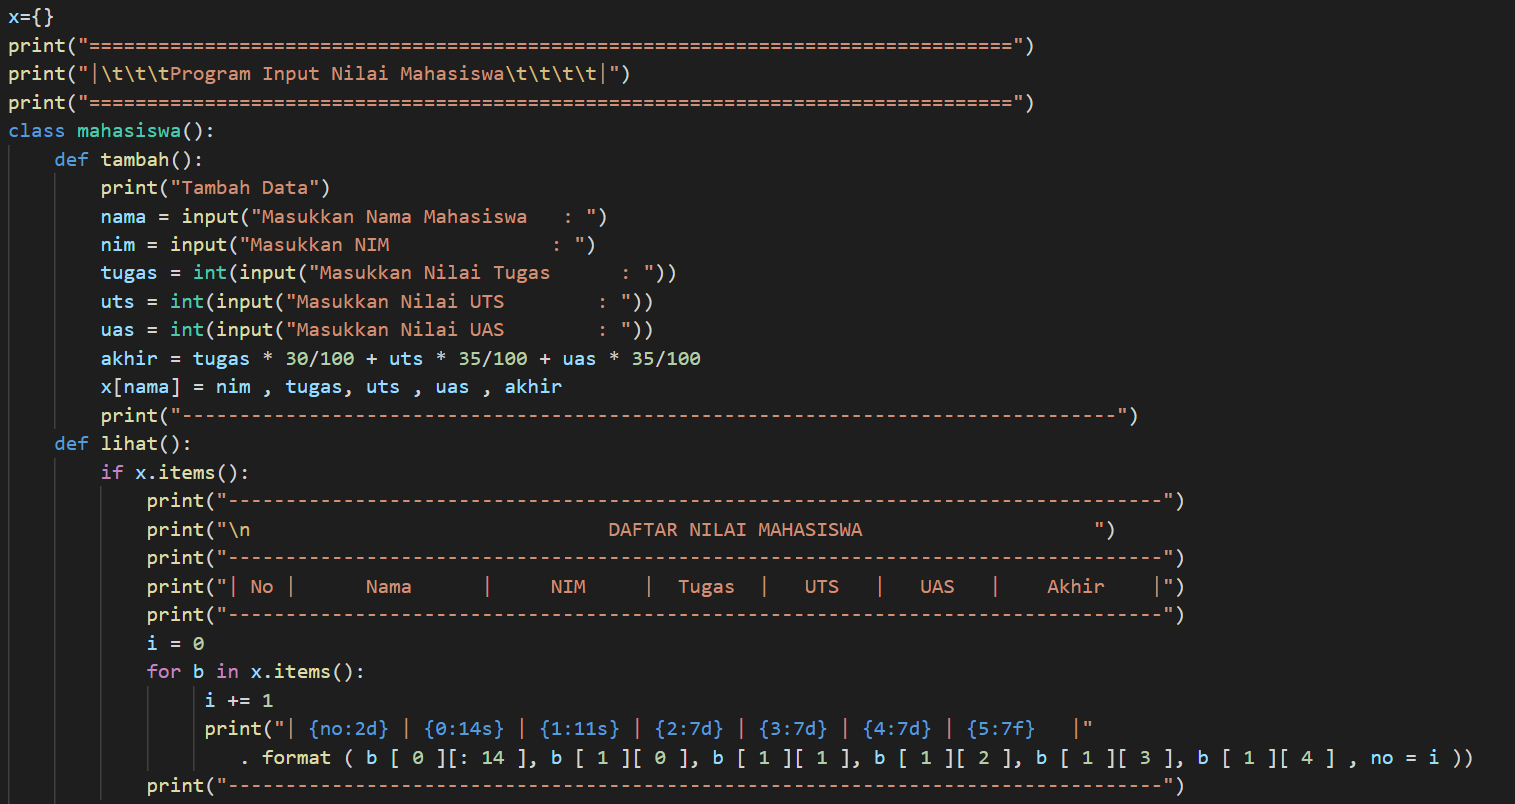 x={}
print("================================================================================")
print("|\t\t\tProgram Input Nilai Mahasiswa\t\t\t\t|")
print("================================================================================")
class mahasiswa():
    def tambah():
        print("Tambah Data")
        nama = input("Masukkan Nama Mahasiswa   : ")
        nim = input("Masukkan NIM              : ")
        tugas = int(input("Masukkan Nilai Tugas      : "))
        uts = int(input("Masukkan Nilai UTS        : "))
        uas = int(input("Masukkan Nilai UAS        : "))
        akhir = tugas * 30/100 + uts * 35/100 + uas * 35/100
        x[nama] = nim , tugas, uts , uas , akhir
        print("---------------------------------------------------------------------------------")
    def lihat():
        if x.items():
            print("---------------------------------------------------------------------------------")
            print("\n                               DAFTAR NILAI MAHASISWA                    ")
            print("---------------------------------------------------------------------------------")
            print("| No |      Nama      |     NIM     |  Tugas  |   UTS   |   UAS   |    Akhir    |")
            print("---------------------------------------------------------------------------------")
            i = 0
            for b in x.items():
                 i += 1
                 print("| {no:2d} | {0:14s} | {1:11s} | {2:7d} | {3:7d} | {4:7d} | {5:7f}   |"
                    . format ( b [ 0 ][: 14 ], b [ 1 ][ 0 ], b [ 1 ][ 1 ], b [ 1 ][ 2 ], b [ 1 ][ 3 ], b [ 1 ][ 4 ] , no = i ))
            print("---------------------------------------------------------------------------------")